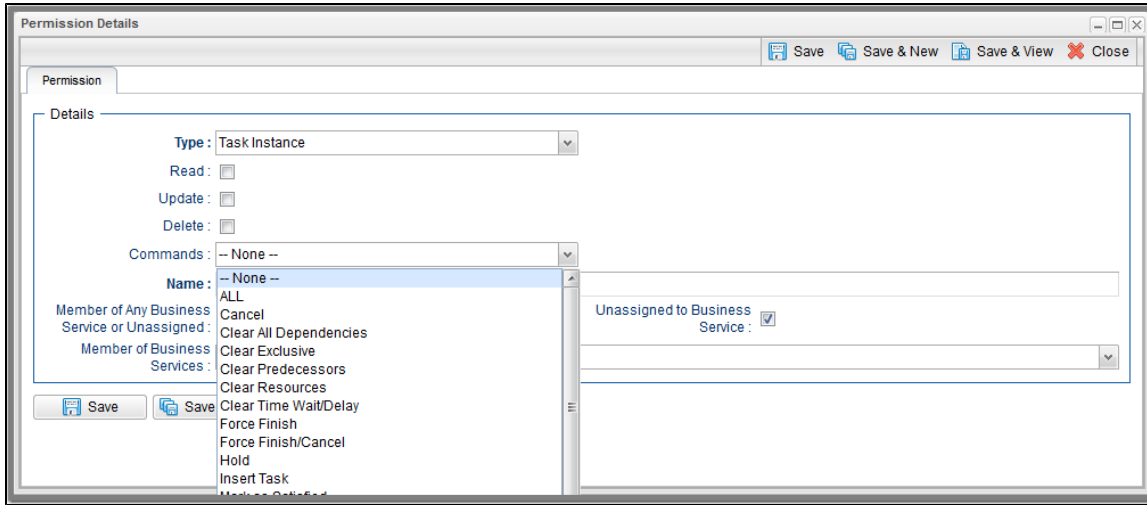 Permission Details
Save Save & New Save & View Close
Permission
Details
Type : Task Instance
Read :
Update :
Delete :
Commands : -- None --
Name :
-- None --
ALL
Cancel
Clear All Dependencies
Clear Exclusive
Clear Predecessors
Clear Resources
Clear Time Wait/Delay
Force Finish
Force Finish/Cancel
Hold
Insert Task
Mark as Satisfied
Member of Any Business
Service or Unassigned :
Unassigned to Business
Service :
Member of Business
Services :
Save Save